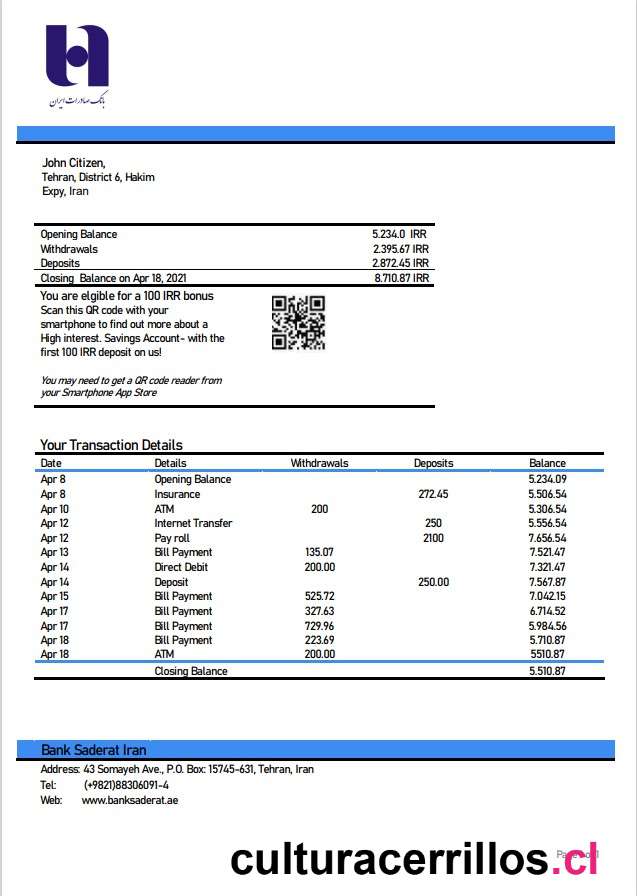 بانک صادرات ایران
John Citizen,
Tehran, District 6, Hakim
Expy, Iran
Opening Balance 5.234.0 IRR
Withdrawals 2.395.67 IRR
Deposits 2.872.45 IRR
Closing Balance on Apr 18, 2021 8.710.87 IRR
You are elgible for a 100 IRR bonus
Scan this QR code with your
smartphone to find out more about a
High interest. Savings Account- with the
first 100 IRR deposit on us!
You may need to get a QR code reader from
your Smartphone App Store
Your Transaction Details
Date Details Withdrawals Deposits Balance
Apr 8 Opening Balance 5.234.09
Apr 8 Insurance 272.45 5.506.54
Apr 10 ATM 200 5.306.54
Apr 12 Internet Transfer 250 5.556.54
Apr 12 Pay roll 2100 7.656.54
Apr 13 Bill Payment 135.07 7.521.47
Apr 14 Direct Debit 200.00 7.321.47
Apr 14 Deposit 250.00 7.567.87
Apr 15 Bill Payment 525.72 7.042.15
Apr 17 Bill Payment 327.63 6.714.52
Apr 17 Bill Payment 729.96 5.984.56
Apr 18 Bill Payment 223.69 5.710.87
Apr 18 ATM 200.00 5510.87
Closing Balance 5.510.87
Bank Saderat Iran
Address: 43 Somayeh Ave., P.O. Box: 15745-631, Tehran, Iran
Tel: (+9821)88306091-4
Web: www.banksaderat.ae
culturacerrillos.cl